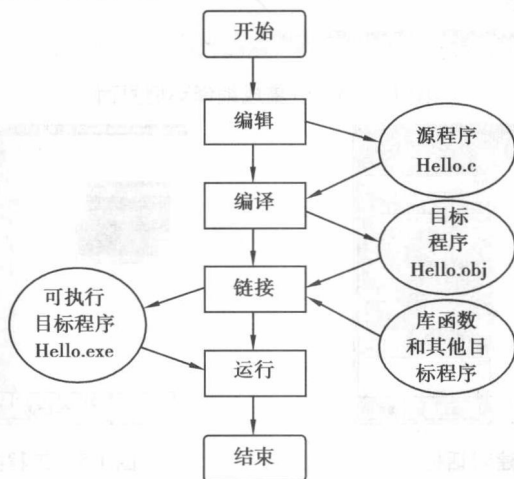 开始
编辑
源程序
Hello.c
编译
目标
程序
Hello.obj
链接
可执行
目标程序
Hello.exe
库函数
和其他目
标程序
运行
结束